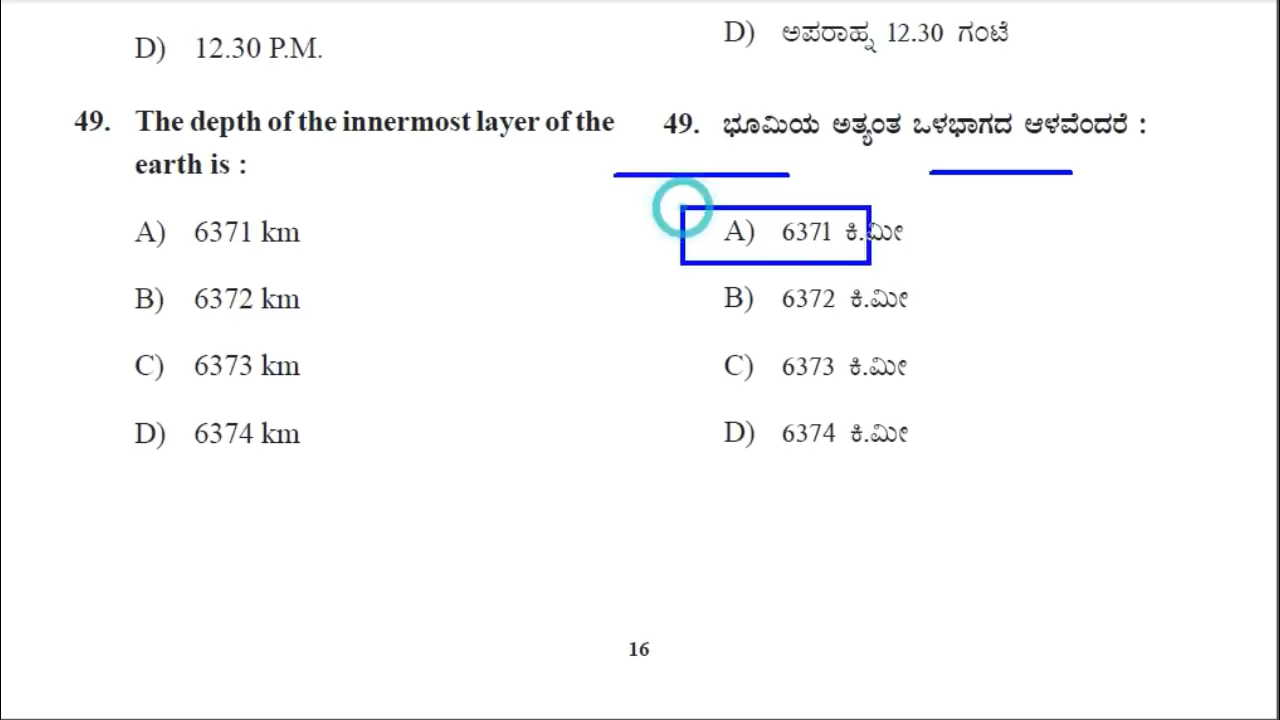 D) 12.30 P.M.
49. The depth of the innermost layer of the
earth is :
A) 6371 km
B) 6372 km
C) 6373 km
D) 6374 km
D) ಅಪರಾಹ್ನ 12.30 ಗಂಟೆ
49. ಭೂಮಿಯ ಅತ್ಯಂತ ಒಳಭಾಗದ ಆಳವೆಂದರೆ :
A) 6371 ಕಿ.ಮೀ
B) 6372 ಕಿ.ಮೀ
C) 6373 ಕಿ.ಮೀ
D) 6374 ಕಿ.ಮೀ
16